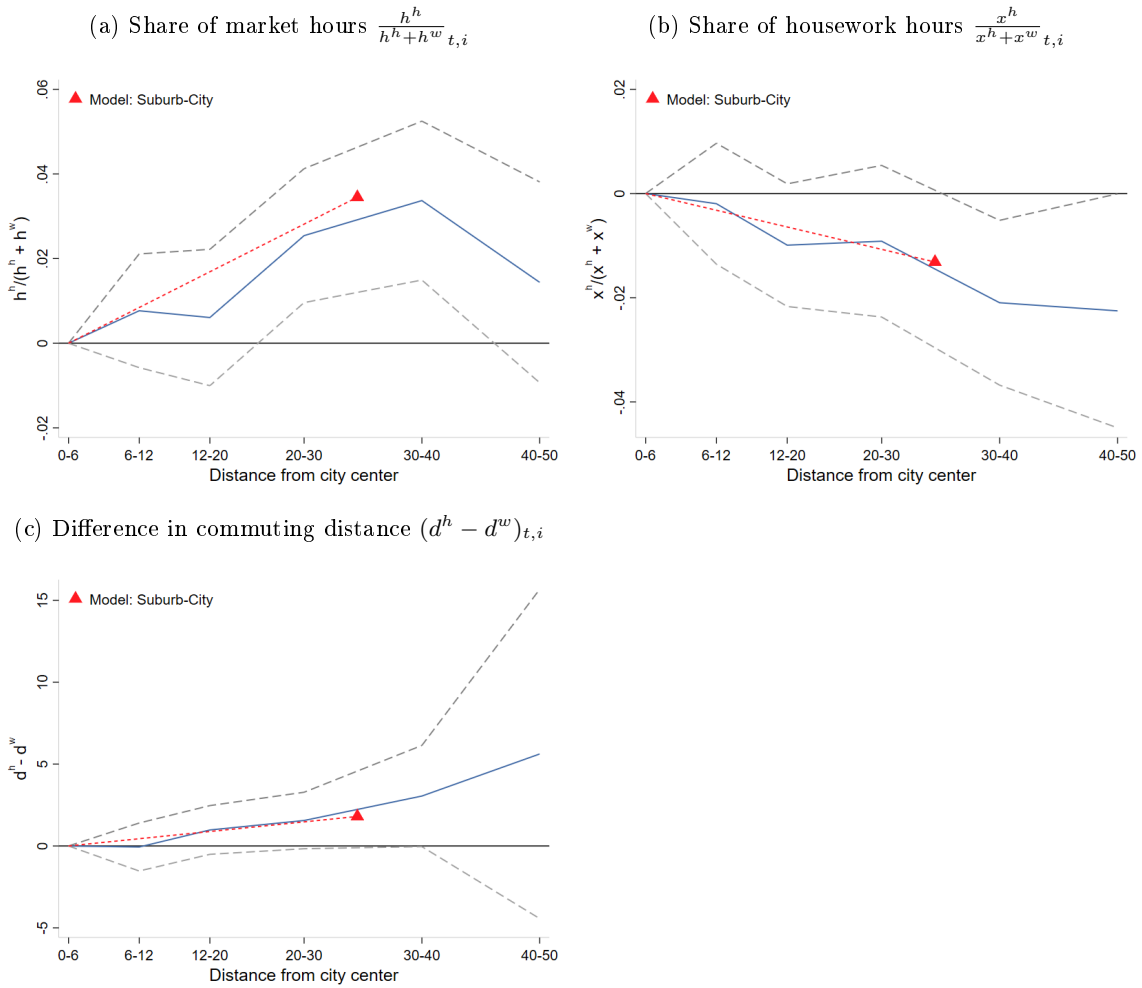 (a) Share of market hours h^h/(h^h+h^w) t,i
.06
.04
.02
0
-.02
h^h/(h^h + h^w)
Model: Suburb-City
0-6 6-12 12-20 20-30 30-40 40-50
Distance from city center
(b) Share of housework hours x^h/(x^h+x^w) t,i
.02
0
-.02
-.04
x^h/(x^h + x^w)
Model: Suburb-City
0-6 6-12 12-20 20-30 30-40 40-50
Distance from city center
(c) Difference in commuting distance (d^h − d^w)t,i
15
10
5
0
-5
d^h- d^w
Model: Suburb-City
0-6 6-12 12-20 20-30 30-40 40-50
Distance from city center